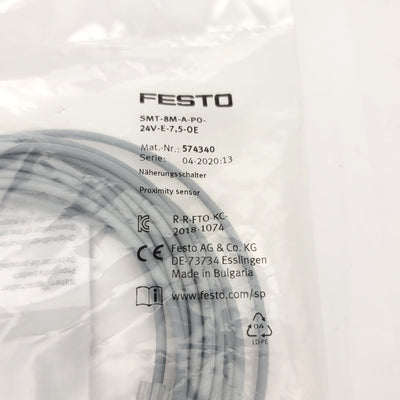 FESTO
SMT-8M-A-PO-
24V-E-7,5-OE
Mat.-Nr.: 574340
Serie: 04-2020:13
Näherungsschalter
Proximity sensor
R-R-FTO-KC-
2018-1074
CE Festo AG & Co. KG
DE-73734 Esslingen
Made in Bulgaria
www.festo.com/sp
04
LDPE